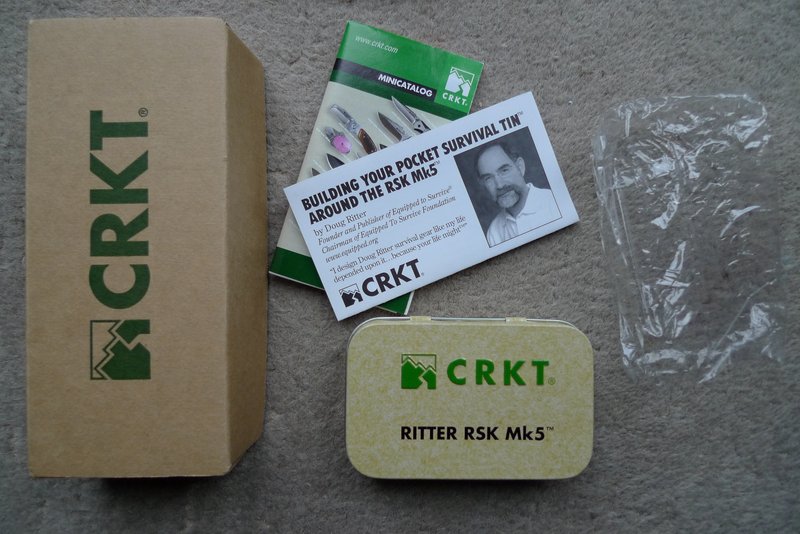 CRKT®
www.crkt.com
MINICATALOG
CRKT.
BUILDING YOUR POCKET SURVIVAL TIN™
AROUND THE RSK Mk5™
by Doug Ritter
Founder and Publisher of Equipped to Survive®
Chairman of Equipped To Survive Foundation
www.equipped.org
"I design Doug Ritter survival gear like my life
depended upon it... because your life might"™
CRKT®
CRKT®
RITTER RSK Mk5™